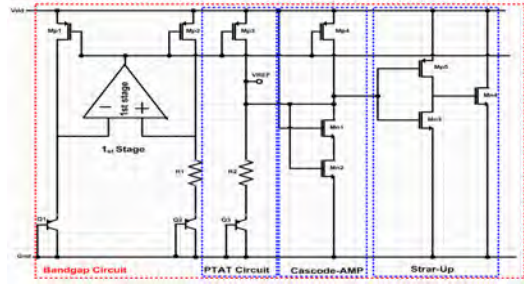 Vdd
Mp1
Mp2
Mp3
Mp4
Mp5
VREF
1st stage
Mn1
Mn4
Mn3
1st Stage
R1
R2
Mn2
Q1
Q2
Q3
Gnd
Bandgap Circuit
PTAT Circuit
Cascode-AMP
Strar-Up